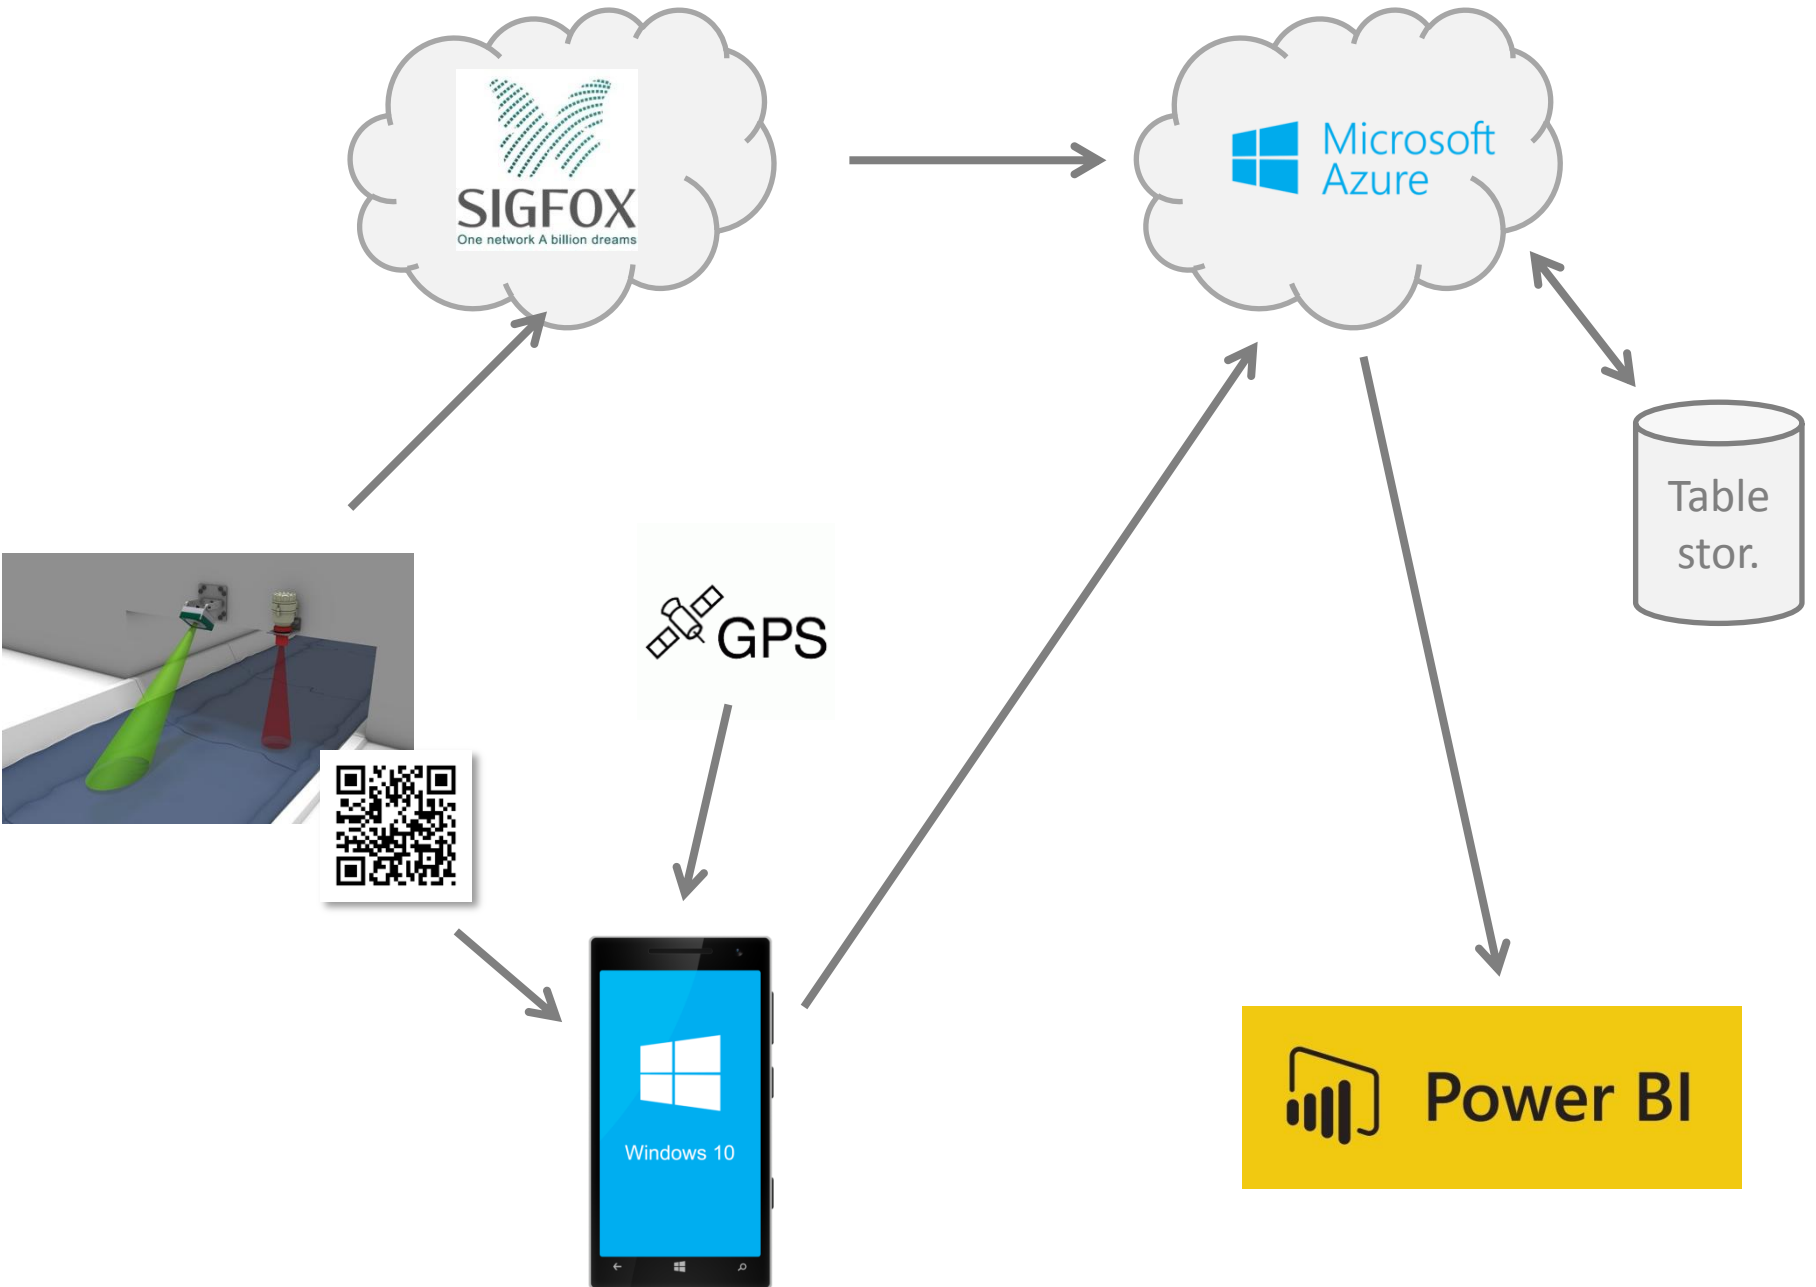 SIGFOX
One network A billion dreams
Microsoft
Azure
Table
stor.
GPS
Windows 10
Power BI